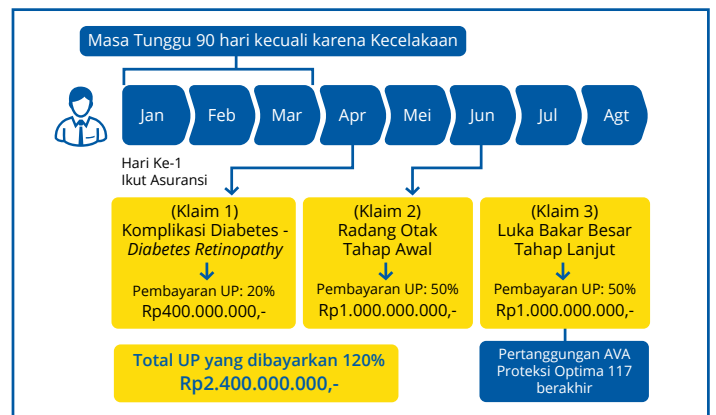 Masa Tunggu 90 hari kecuali karena Kecelakaan
Jan Feb Mar Apr Mei Jun Jul Agt
Hari Ke-1
Ikut Asuransi
(Klaim 1)
Komplikasi Diabetes -
Diabetes Retinopathy
Pembayaran UP: 20%
Rp400.000.000,-
(Klaim 2)
Radang Otak
Tahap Awal
Pembayaran UP: 50%
Rp1.000.000.000,-
(Klaim 3)
Luka Bakar Besar
Tahap Lanjut
Pembayaran UP: 50%
Rp1.000.000.000,-
Total UP yang dibayarkan 120%
Rp2.400.000.000,-
Pertanggungan AVA
Proteksi Optima 117
berakhir